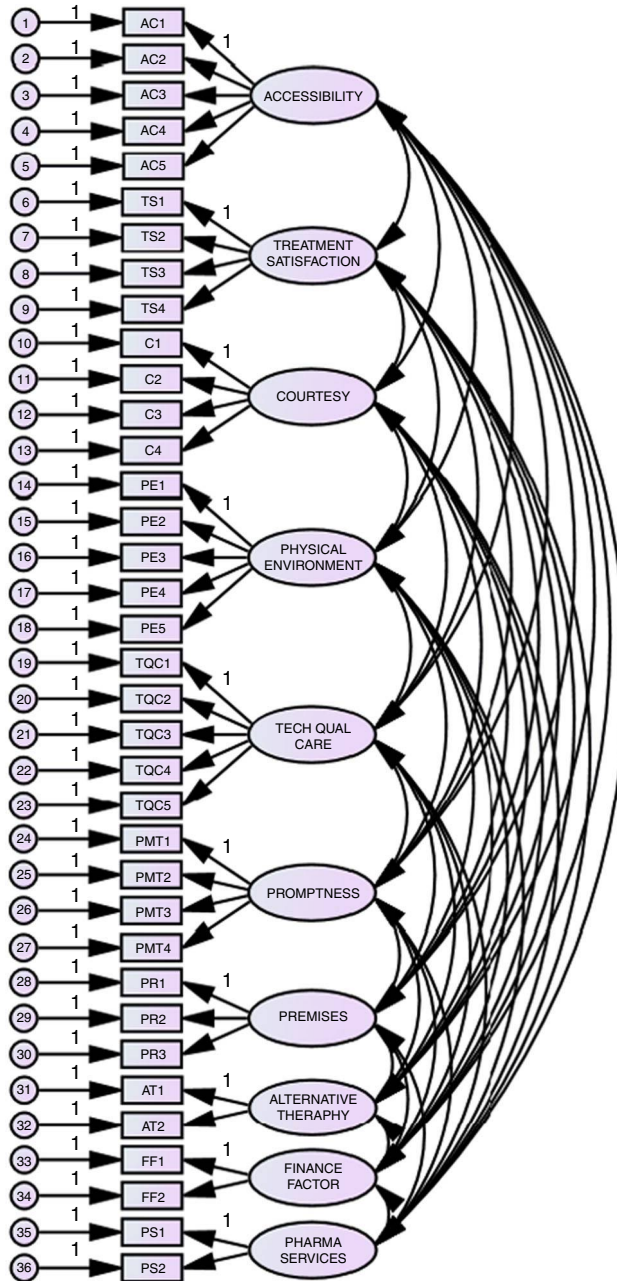 1 1 AC1
1
2 1 AC2
3 1 AC3
ACCESSIBILITY
4 1 AC4
5 1 AC5
6 1 TS1
1
7 1 TS2
TREATMENT
SATISFACTION
8 1 TS3
9 1 TS4
10 1 C1
1
11 1 C2
COURTESY
12 1 C3
13 1 C4
14 1 PE1
1
15 1 PE2
16 1 PE3
PHYSICAL
ENVIRONMENT
17 1 PE4
18 1 PE5
19 1 TQC1
1
20 1 TQC2
21 1 TQC3
TECH QUAL
CARE
22 1 TQC4
23 1 TQC5
24 1 PMT1
1
25 1 PMT2
PROMPTNESS
26 1 PMT3
27 1 PMT4
28 1 PR1
1
29 1 PR2
PREMISES
30 1 PR3
31 1 AT1
1
ALTERNATIVE
THERAPHY
32 1 AT2
33 1 FF1
1
FINANCE
FACTOR
34 1 FF2
35 1 PS1
1
PHARMA
SERVICES
36 1 PS2